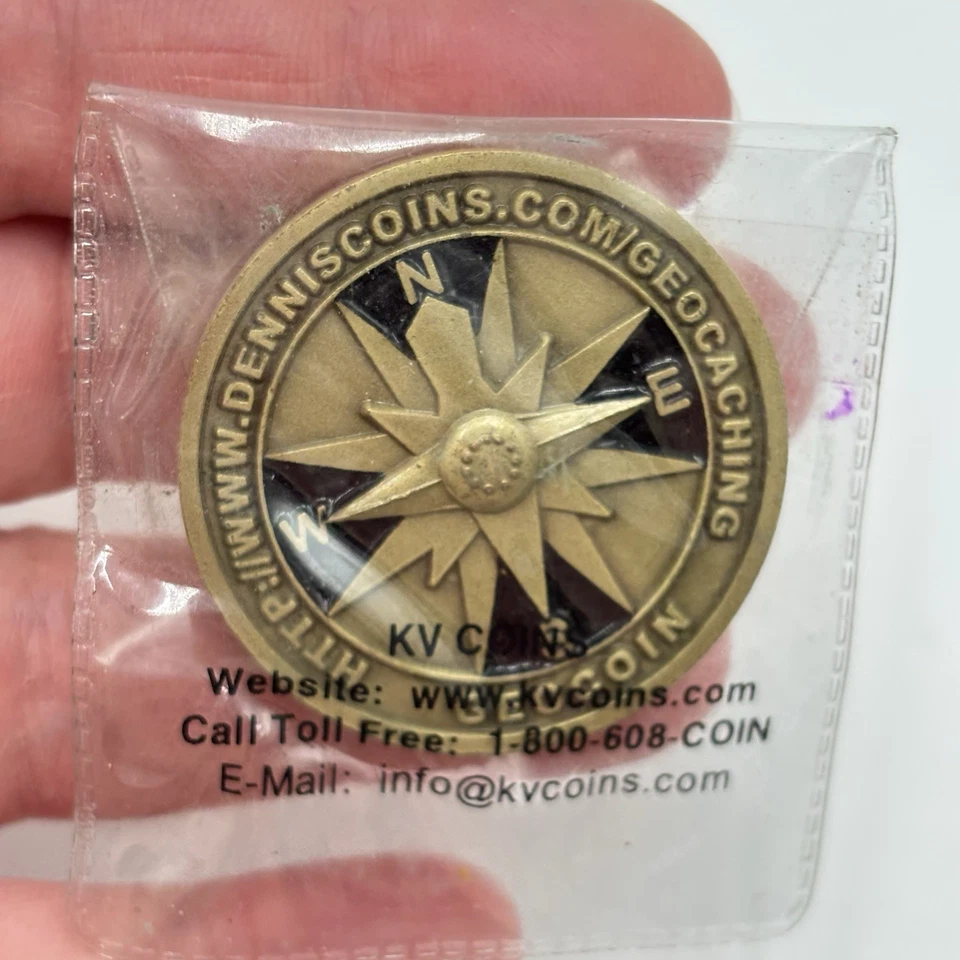 HTTP://WWW.DENNISCOINS.COM/GEOCACHING
GEOCOIN
N
E
S
W
KV COINS
Website: www.kvcoins.com
Call Toll Free: 1-800-608-COIN
E-Mail: info@kvcoins.com